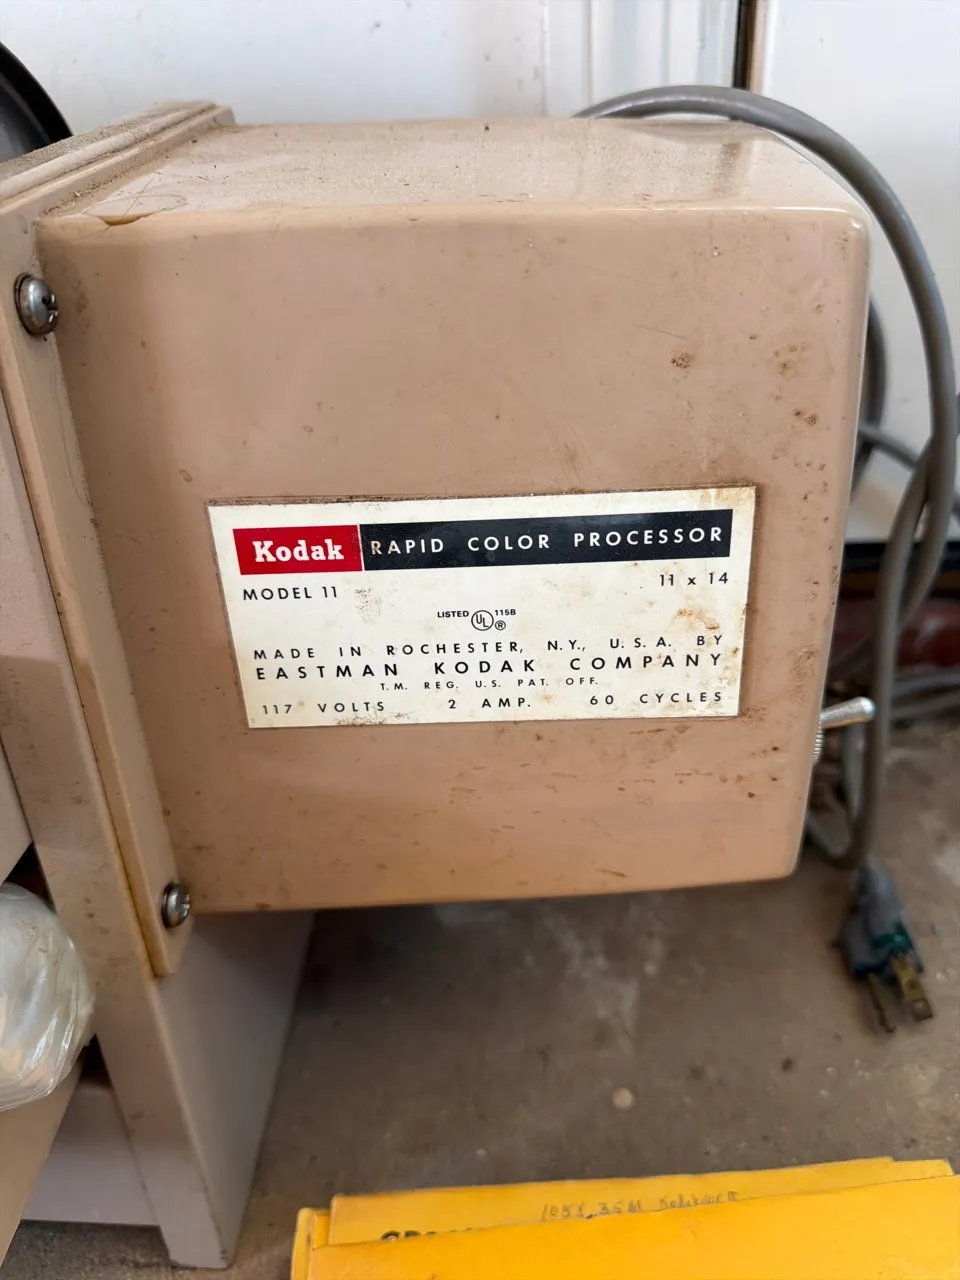 Kodak RAPID COLOR PROCESSOR
MODEL 11 11 x 14
LISTED UL ® 115B
MADE IN ROCHESTER, N.Y., U.S.A. BY
EASTMAN KODAK COMPANY
T.M. REG. U.S. PAT. OFF.
117 VOLTS 2 AMP. 60 CYCLES